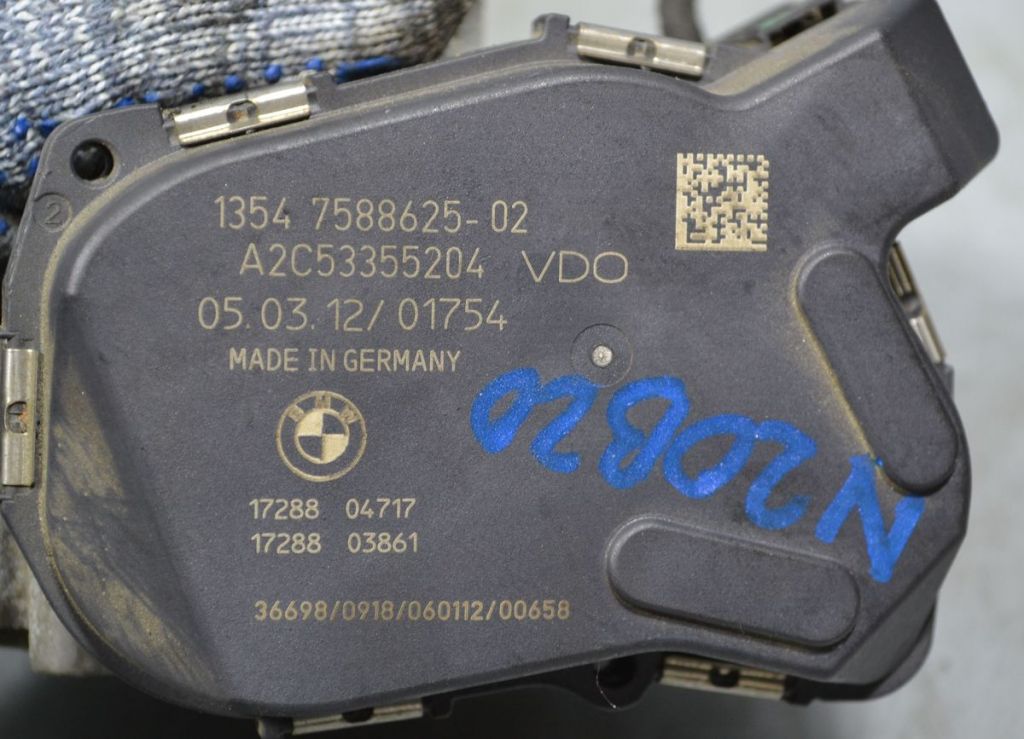 2
1354 7588625-02
A2C53355204 VDO
05.03.12/01754
MADE IN GERMANY
BMW
N20B20
17288 04717
17288 03861
36698/0918/060112/00658